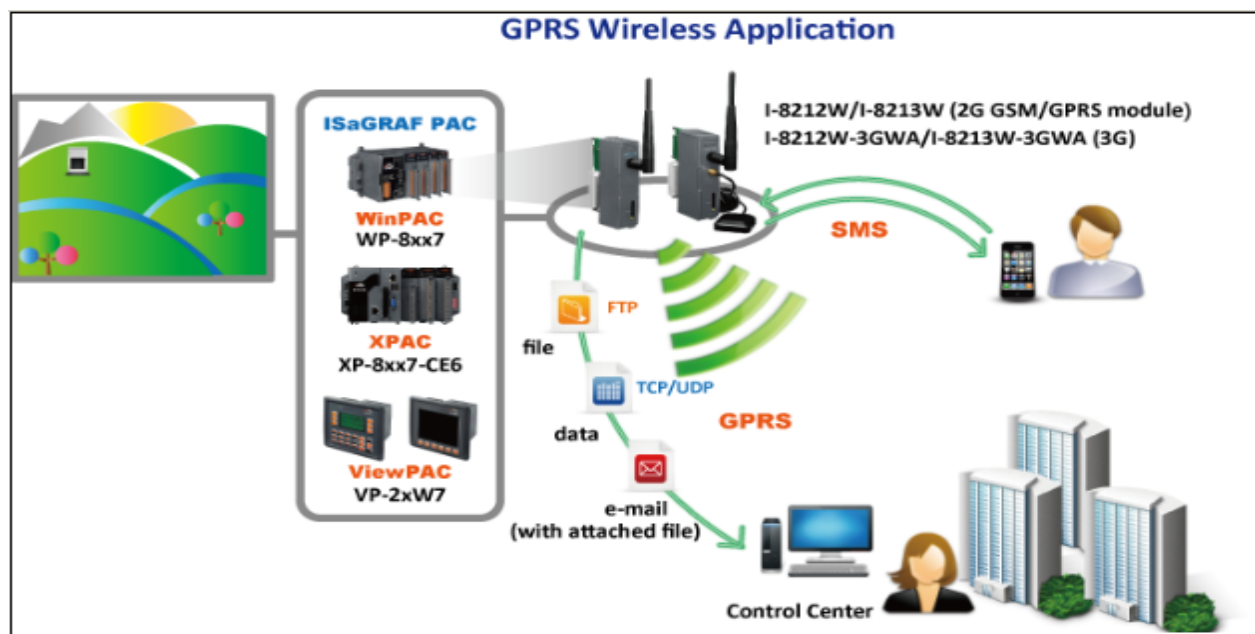 GPRS Wireless Application
I-8212W/I-8213W (2G GSM/GPRS module)
I-8212W-3GWA/I-8213W-3GWA (3G)
ISaGRAF PAC
WinPAC
WP-8xx7
XPAC
XP-8xx7-CE6
ViewPAC
VP-2xW7
SMS
FTP
file
TCP/UDP
data
GPRS
e-mail
(with attached file)
Control Center